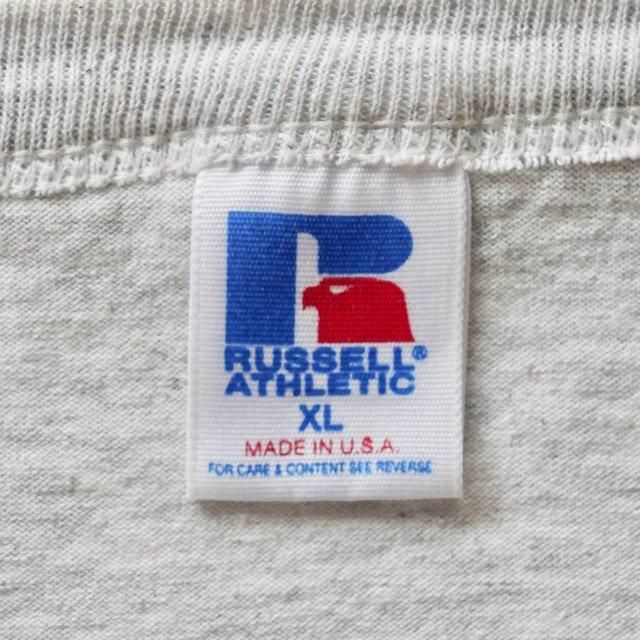 RUSSELL®
ATHLETIC
XL
MADE IN U.S.A.
FOR CARE & CONTENT SEE REVERSE